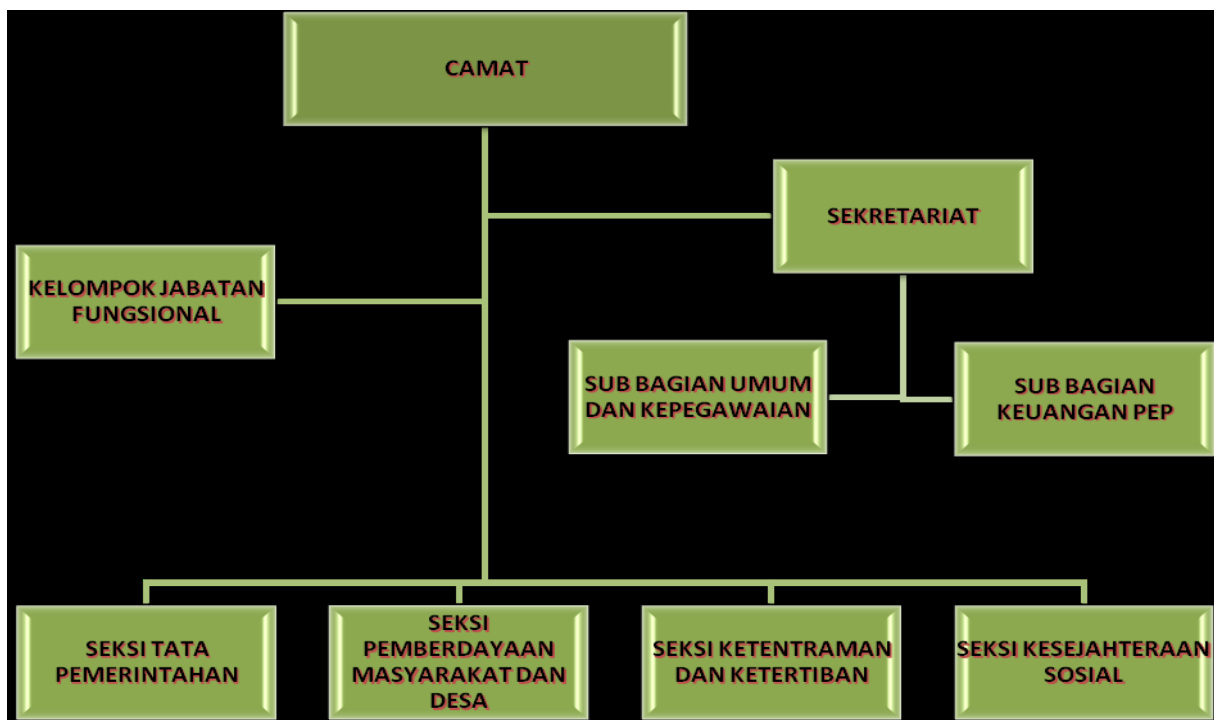 CAMAT
SEKRETARIAT
KELOMPOK JABATAN
FUNGSIONAL
SUB BAGIAN UMUM
DAN KEPEGAWAIAN
SUB BAGIAN
KEUANGAN PEP
SEKSI TATA
PEMERINTAHAN
SEKSI
PEMBERDAYAAN
MASYARAKAT DAN
DESA
SEKSI KETENTRAMAN
DAN KETERTIBAN
SEKSI KESEJAHTERAAN
SOSIAL